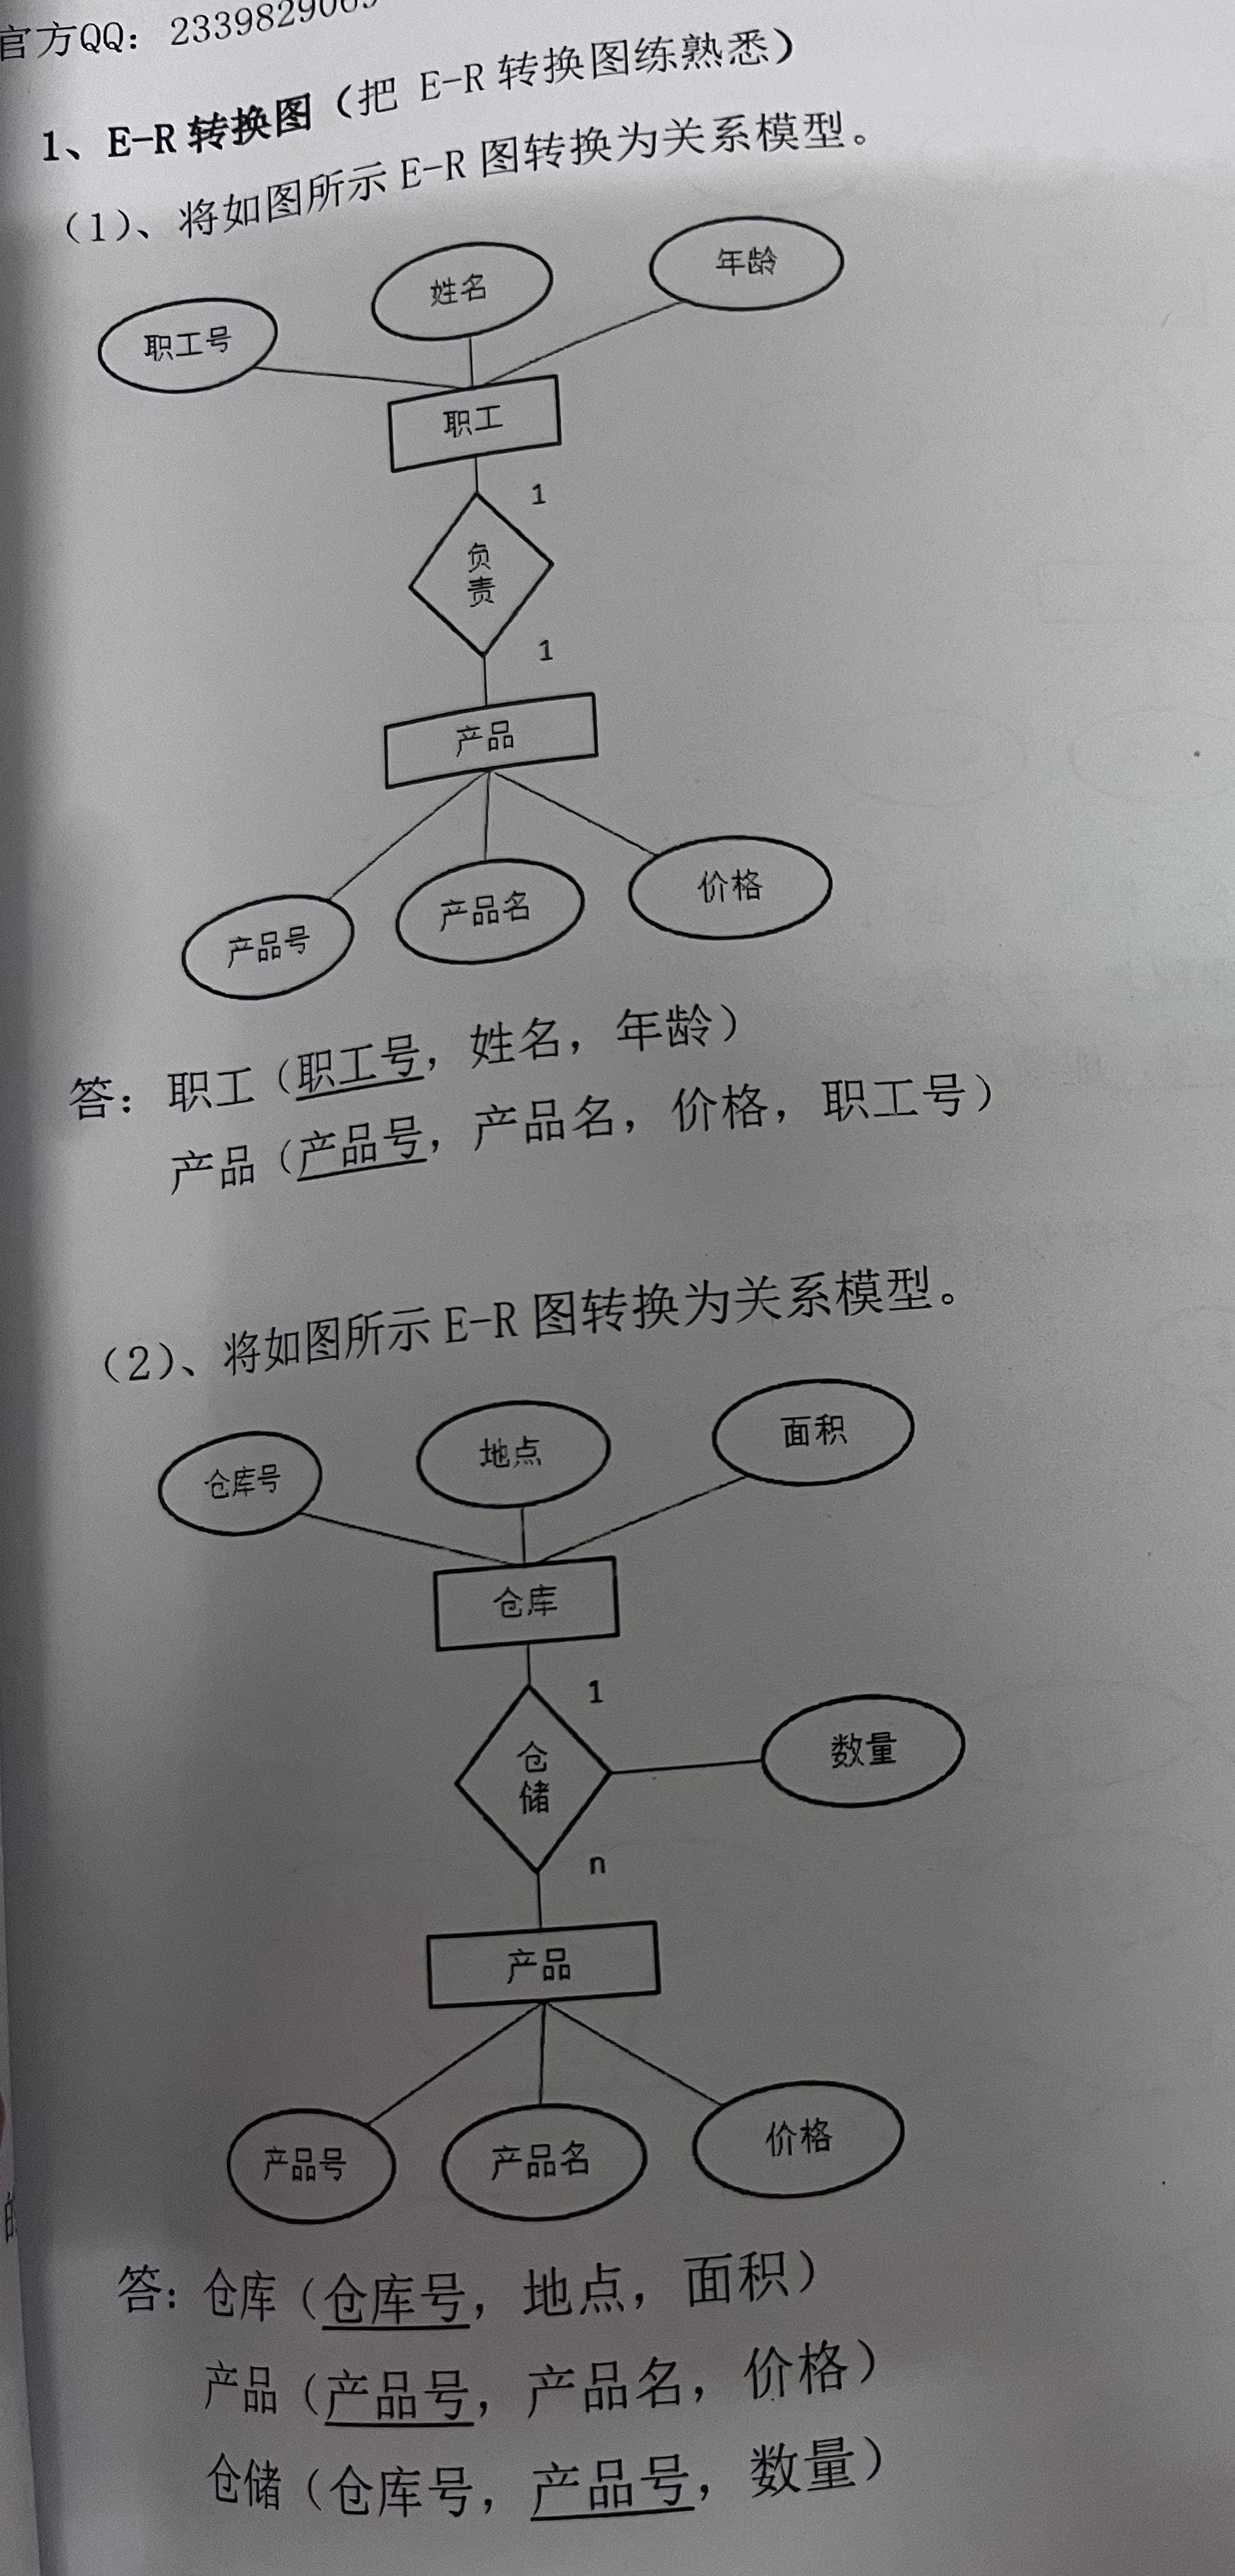 官方QQ：2339829009
1、E-R 转换图（把 E-R 转换图练熟悉）
（1）、将如图所示 E-R 图转换为关系模型。
职工号 姓名 年龄
职工
1
负责
1
产品
产品号 产品名 价格
答：职工（职工号，姓名，年龄）
产品（产品号，产品名，价格，职工号）
（2）、将如图所示 E-R 图转换为关系模型。
仓库号 地点 面积
仓库
1
仓储 数量
n
产品
产品号 产品名 价格
答：仓库（仓库号，地点，面积）
产品（产品号，产品名，价格）
仓储（仓库号，产品号，数量）